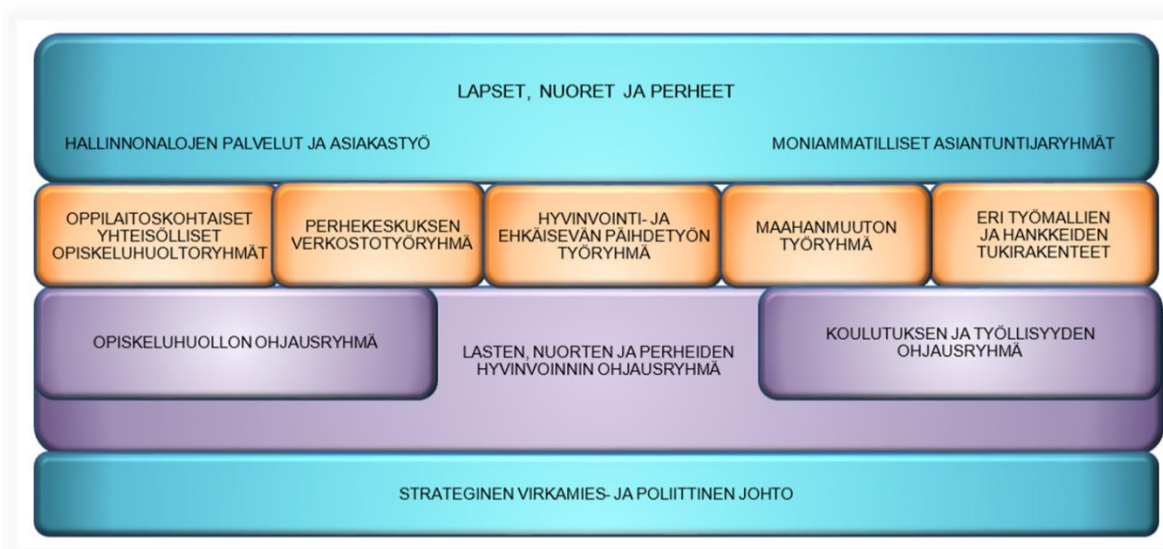 LAPSET, NUORET JA PERHEET
HALLINNONALOJEN PALVELUT JA ASIAKASTYÖ
MONIAMMATILLISET ASIANTUNTIJARYHMÄT
OPPILAITOSKOHTAISET
YHTEISÖLLISET
OPISKELUHUOLTORYHMÄT
PERHEKESKUKSEN
VERKOSTOTYÖRYHMÄ
HYVINVOINTI- JA
EHKÄISEVÄN PÄIHDETYÖN
TYÖRYHMÄ
MAAHANMUUTON
TYÖRYHMÄ
ERI TYÖMALLIEN
JA HANKKEIDEN
TUKIRAKENTEET
OPISKELUHUOLLON OHJAUSRYHMÄ
LASTEN, NUORTEN JA PERHEIDEN
HYVINVOINNIN OHJAUSRYHMÄ
KOULUTUKSEN JA TYÖLLISYYDEN
OHJAUSRYHMÄ
STRATEGINEN VIRKAMIES- JA POLIITTINEN JOHTO